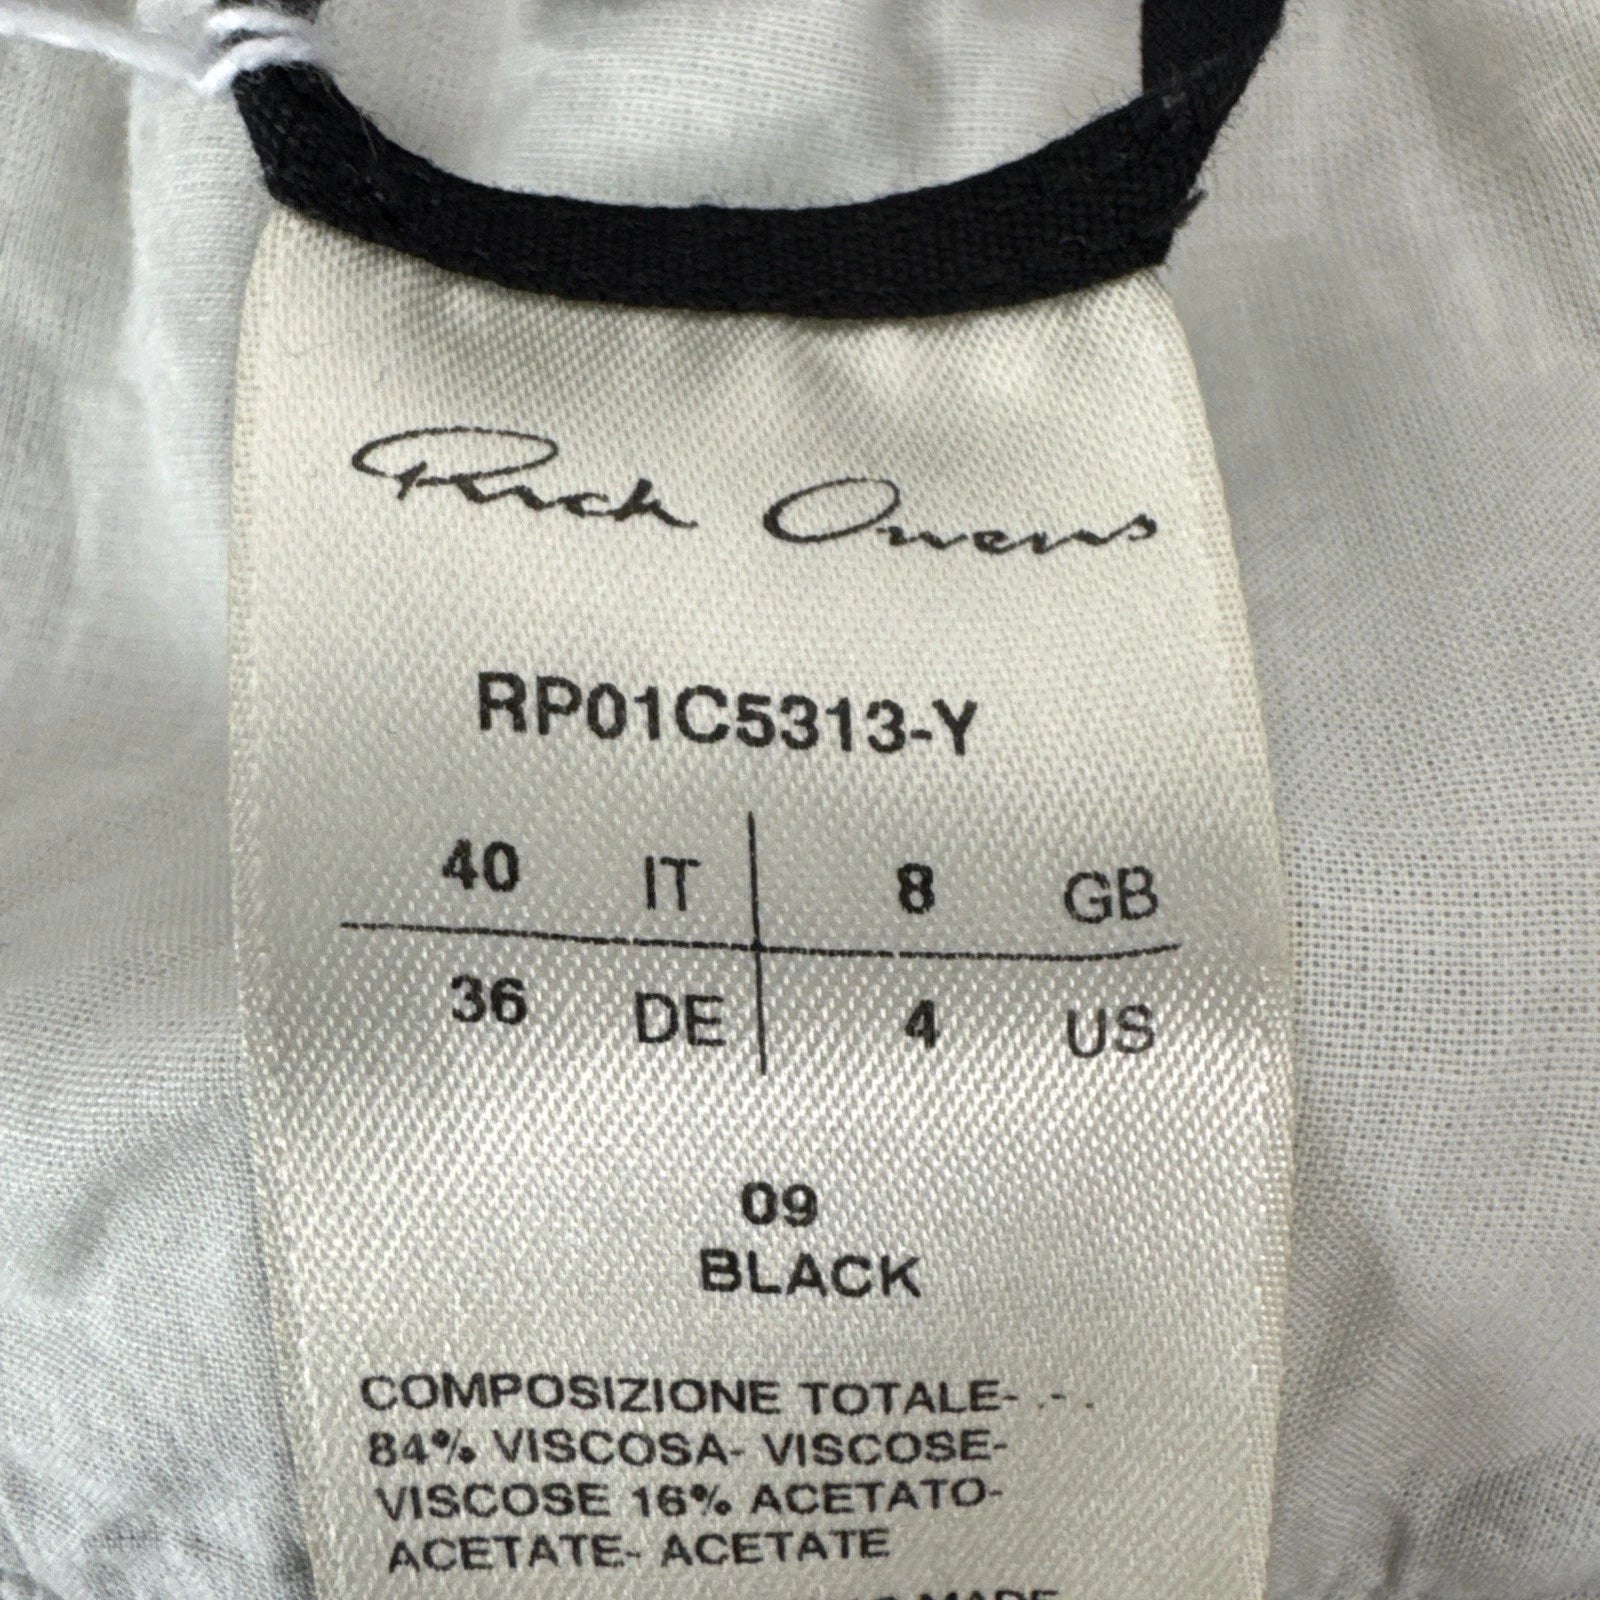 Rick Owens
RP01C5313-Y
40 IT 8 GB
36 DE 4 US
09
BLACK
COMPOSIZIONE TOTALE- - -
84% VISCOSA- VISCOSE-
VISCOSE 16% ACETATO-
ACETATE- ACETATE
MADE